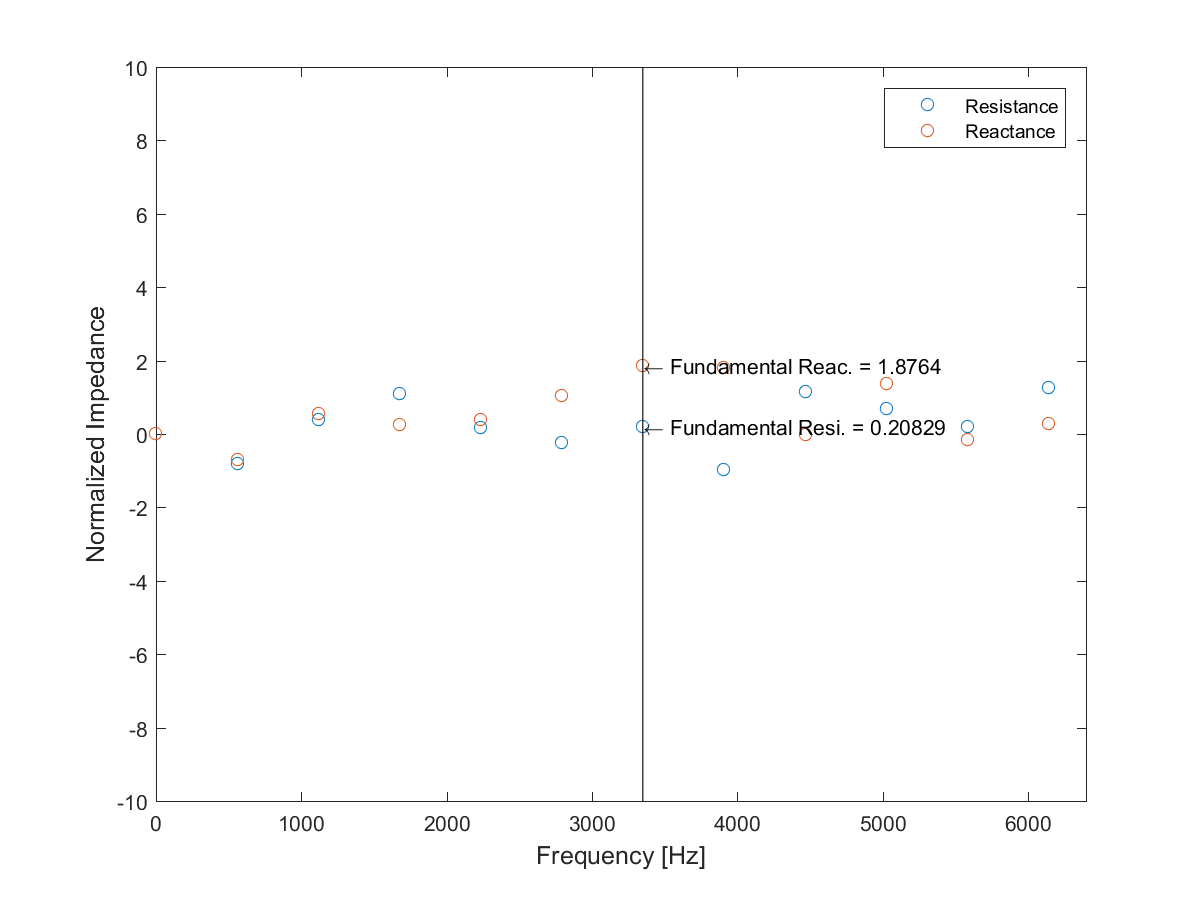 10
8
6
4
2
0
-2
-4
-6
-8
-10
Normalized Impedance
Resistance
Reactance
← Fundamental Reac. = 1.8764
← Fundamental Resi. = 0.20829
0 1000 2000 3000 4000 5000 6000
Frequency [Hz]